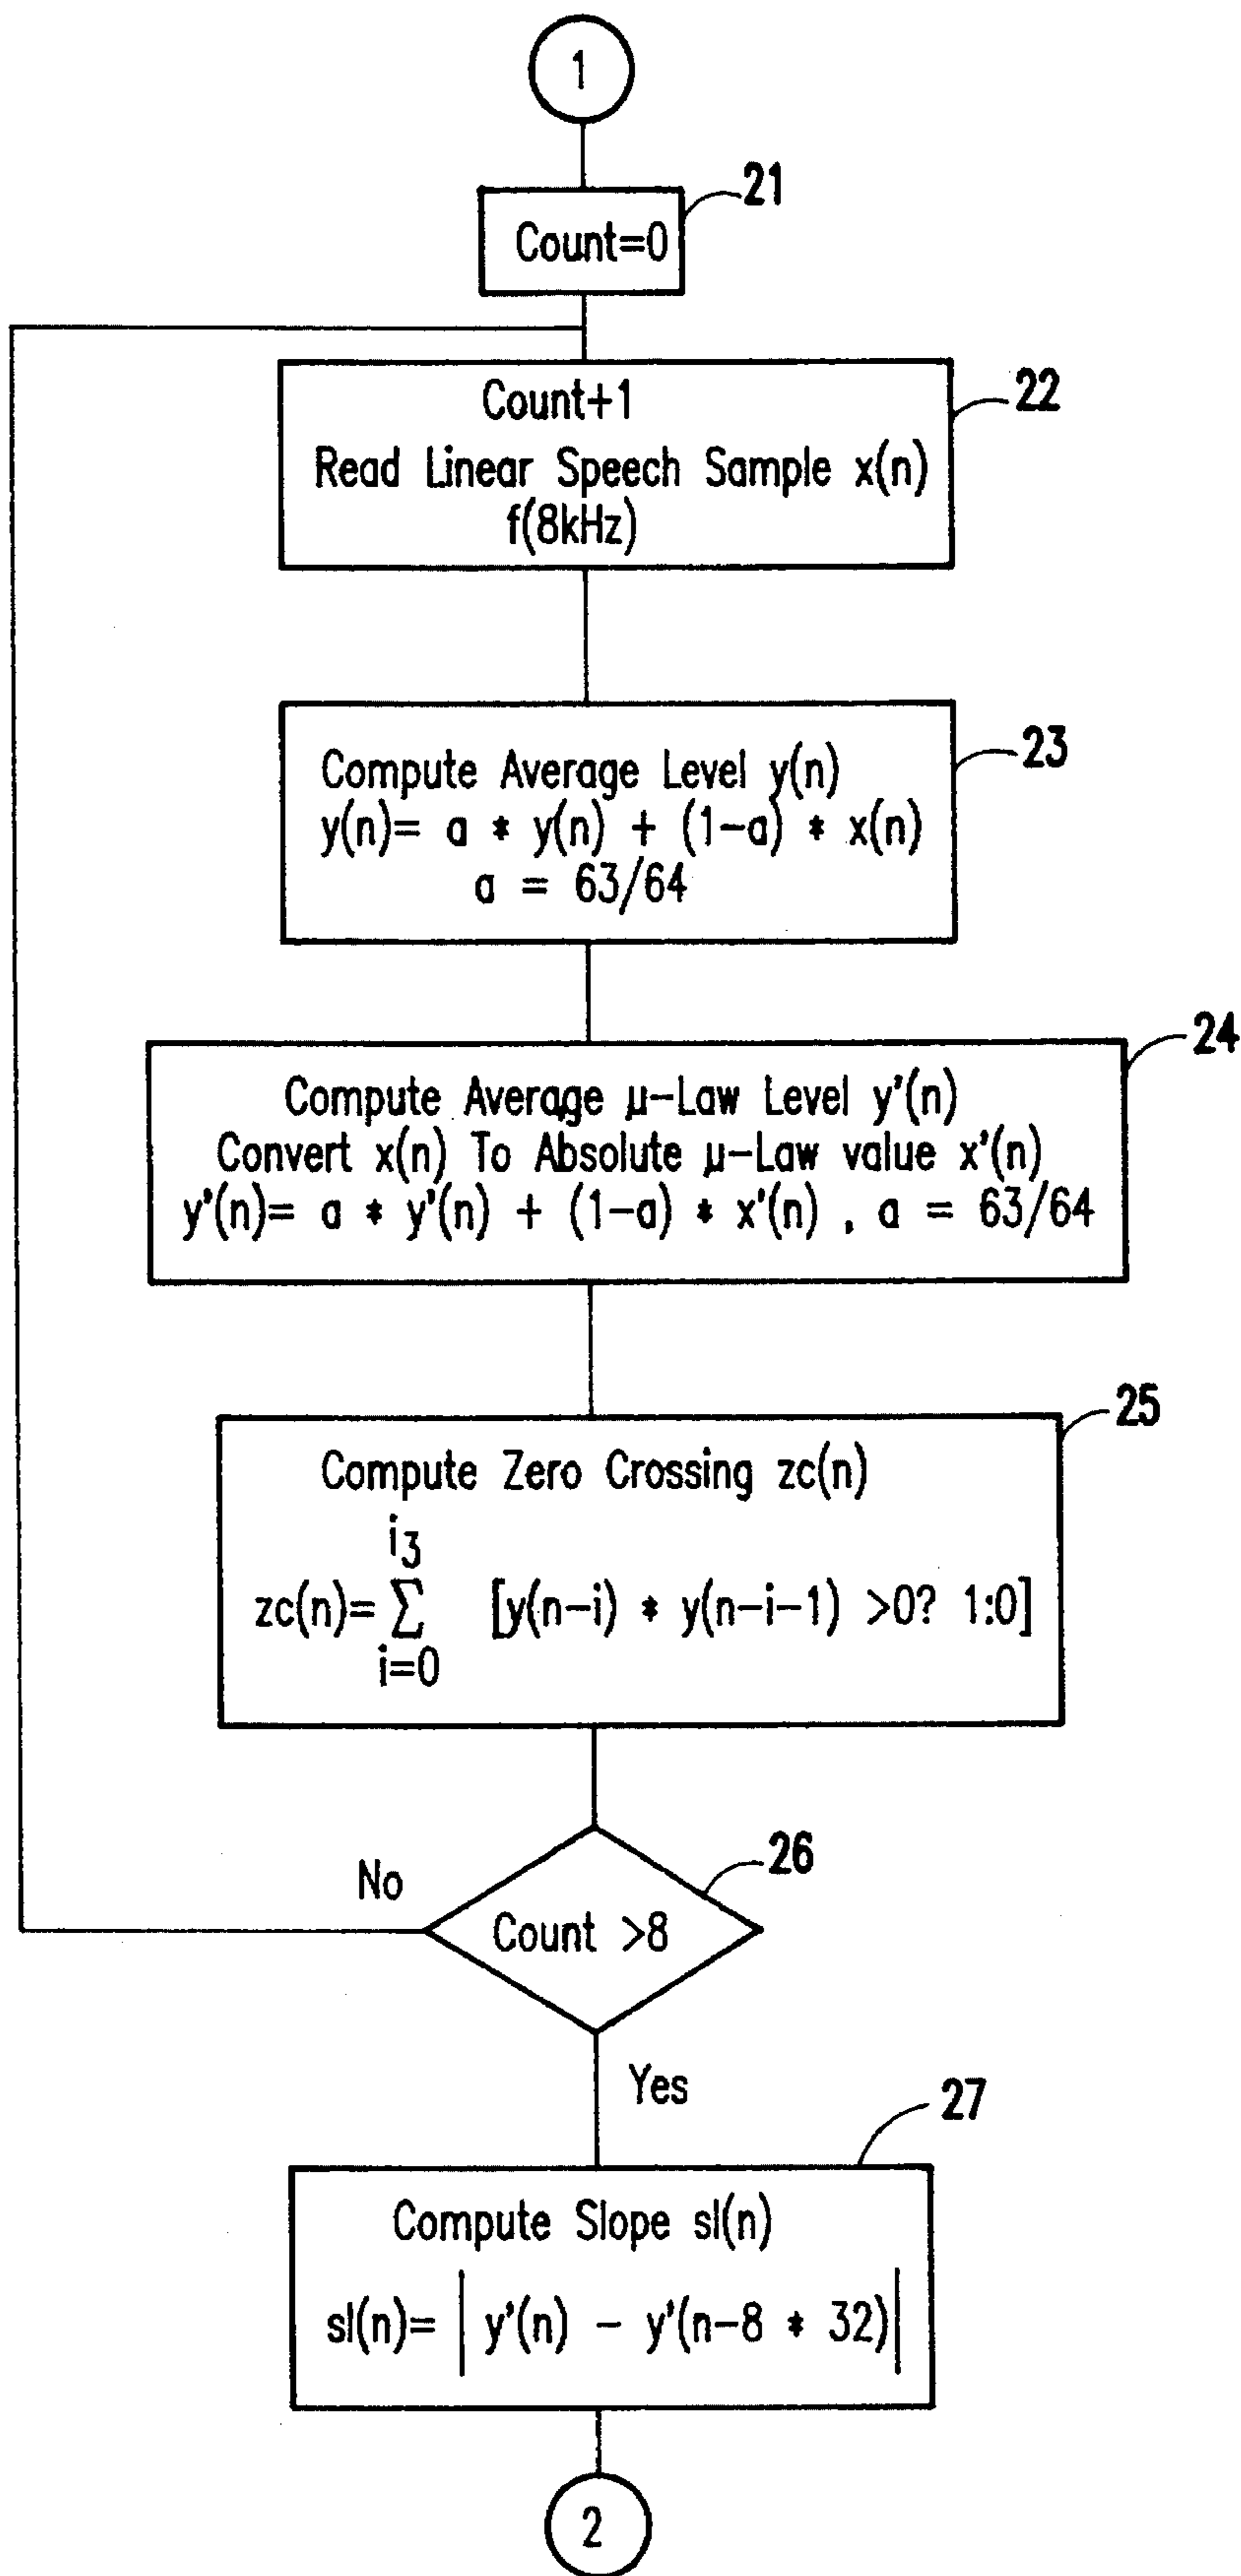 1
21
Count=0
22
Count+1
Read Linear Speech Sample x(n)
f(8kHz)
23
Compute Average Level y(n)
y(n)= a * y(n) + (1-a) * x(n)
a = 63/64
24
Compute Average µ-Law Level y'(n)
Convert x(n) To Absolute µ-Law value x'(n)
y'(n)= a * y'(n) + (1-a) * x'(n) , a = 63/64
25
Compute Zero Crossing zc(n)
i3
zc(n)=∑ [y(n-i) * y(n-i-1) >0? 1:0]
i=0
26
No
Count >8
Yes
27
Compute Slope sl(n)
sl(n)= | y'(n) - y'(n-8 * 32)|
2